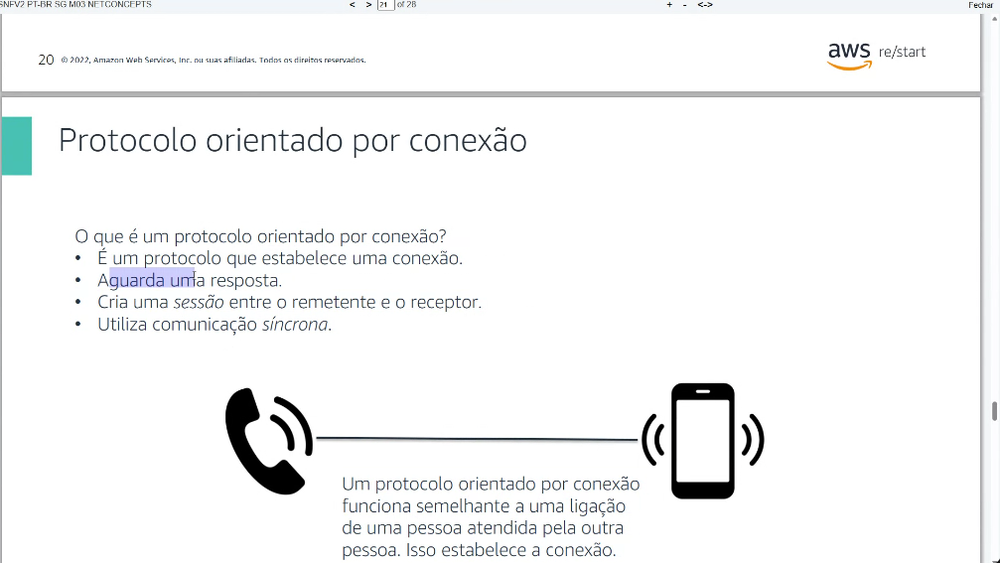 SNFV2 PT-BR SG M03 NETCONCEPTS < > 21 of 28 + - <-> Fechar
20 © 2022, Amazon Web Services, Inc. ou suas afiliadas. Todos os direitos reservados.
aws re/start
Protocolo orientado por conexão
O que é um protocolo orientado por conexão?
• É um protocolo que estabelece uma conexão.
• Aguarda uma resposta.
• Cria uma sessão entre o remetente e o receptor.
• Utiliza comunicação síncrona.
Um protocolo orientado por conexão
funciona semelhante a uma ligação
de uma pessoa atendida pela outra
pessoa. Isso estabelece a conexão.